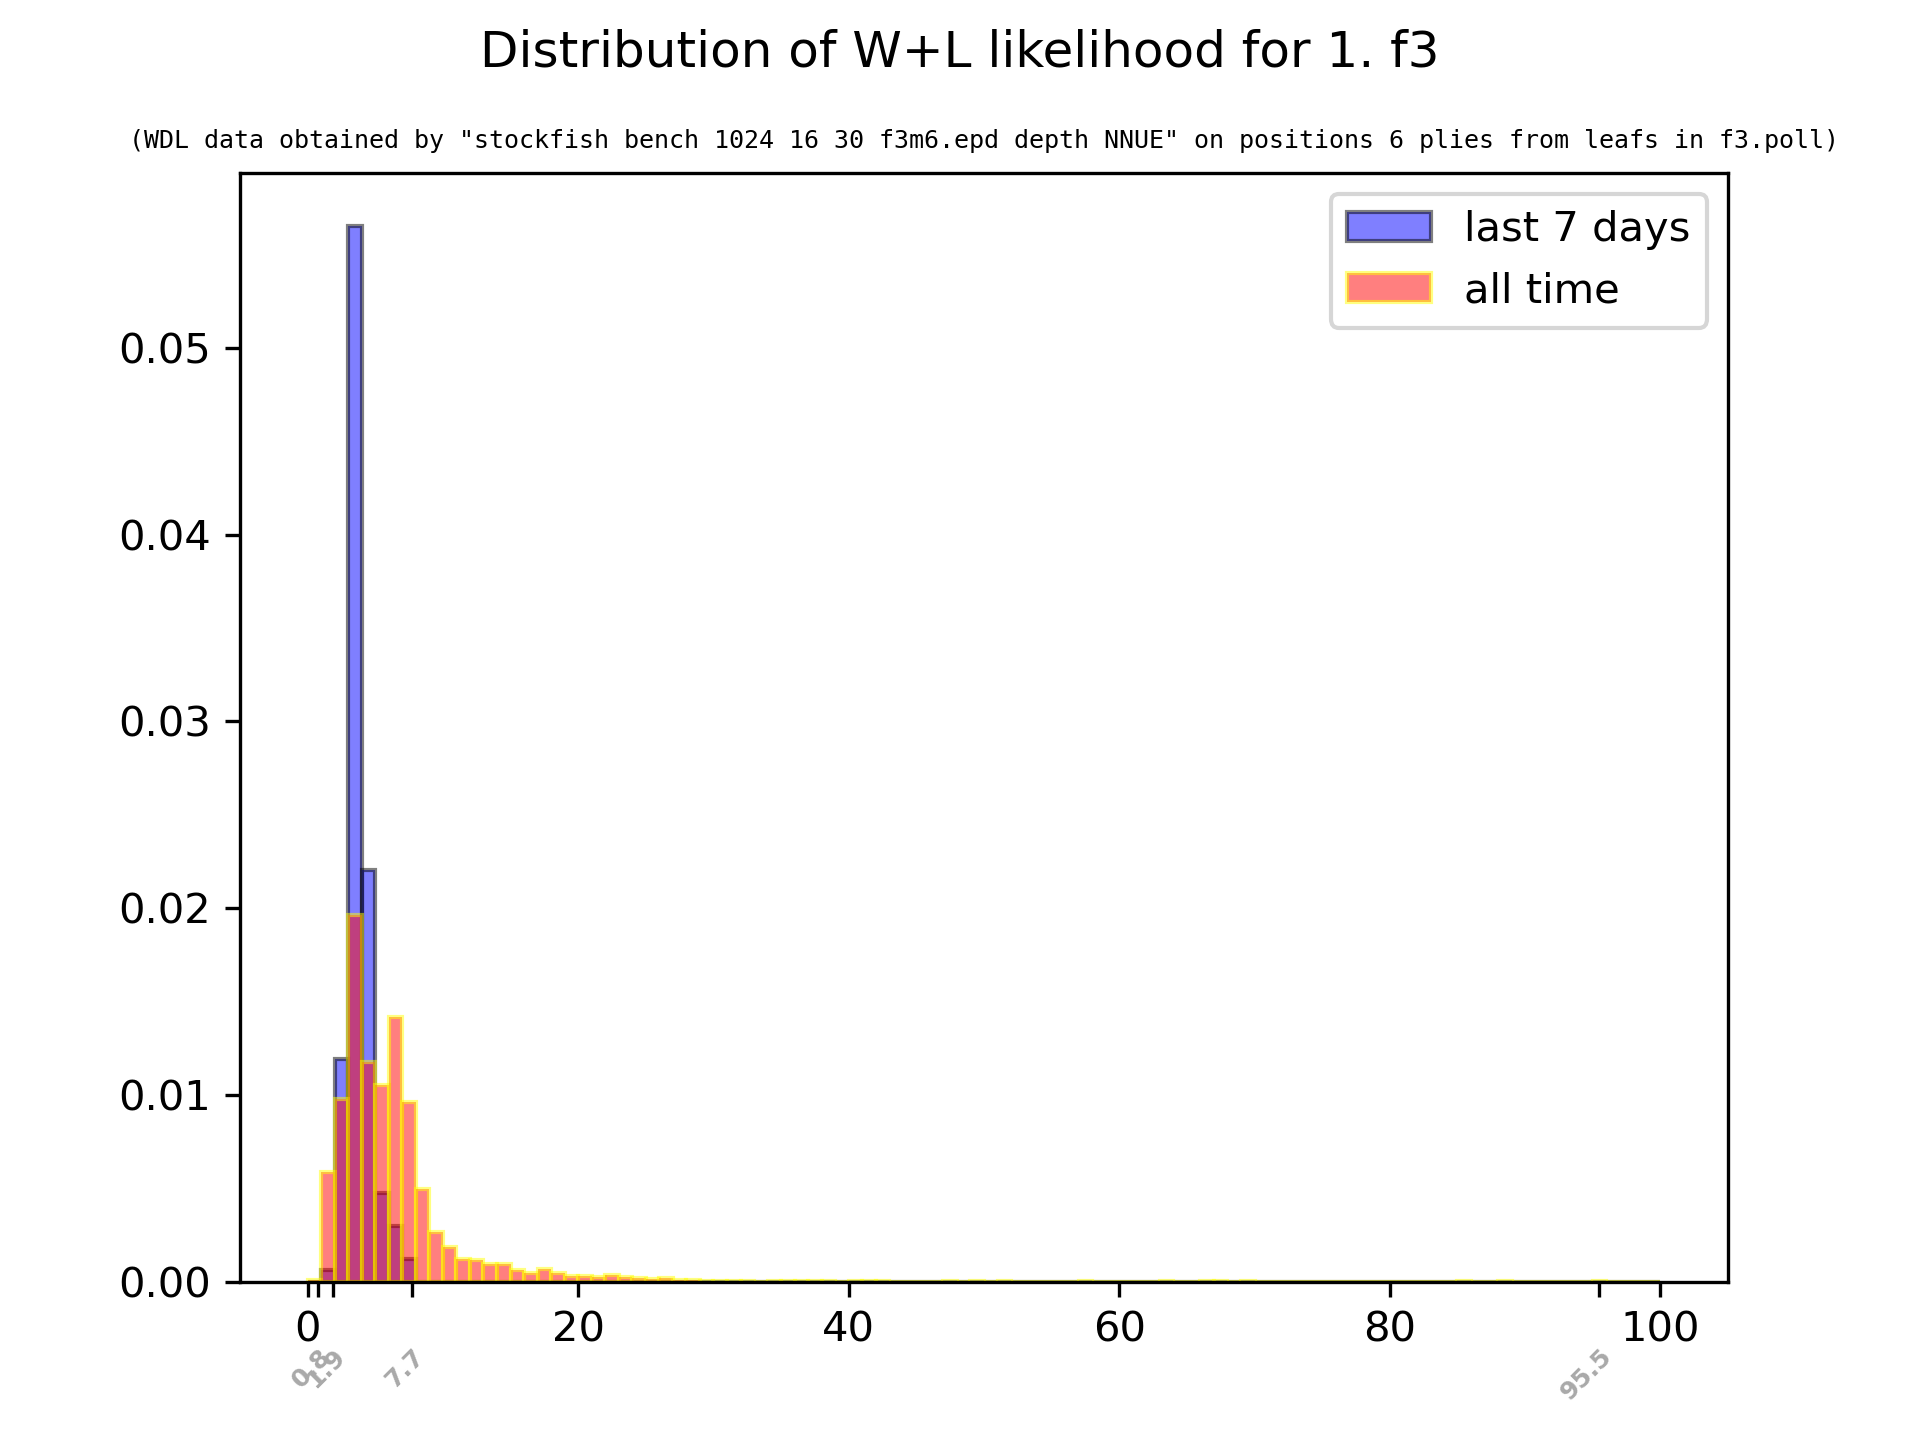 Distribution of W+L likelihood for 1. f3
(WDL data obtained by "stockfish bench 1024 16 30 f3m6.epd depth NNUE" on positions 6 plies from leafs in f3.poll)
last 7 days
all time
0.05
0.04
0.03
0.02
0.01
0.00
0 20 40 60 80 100
0.8 1.9 7.7 95.5